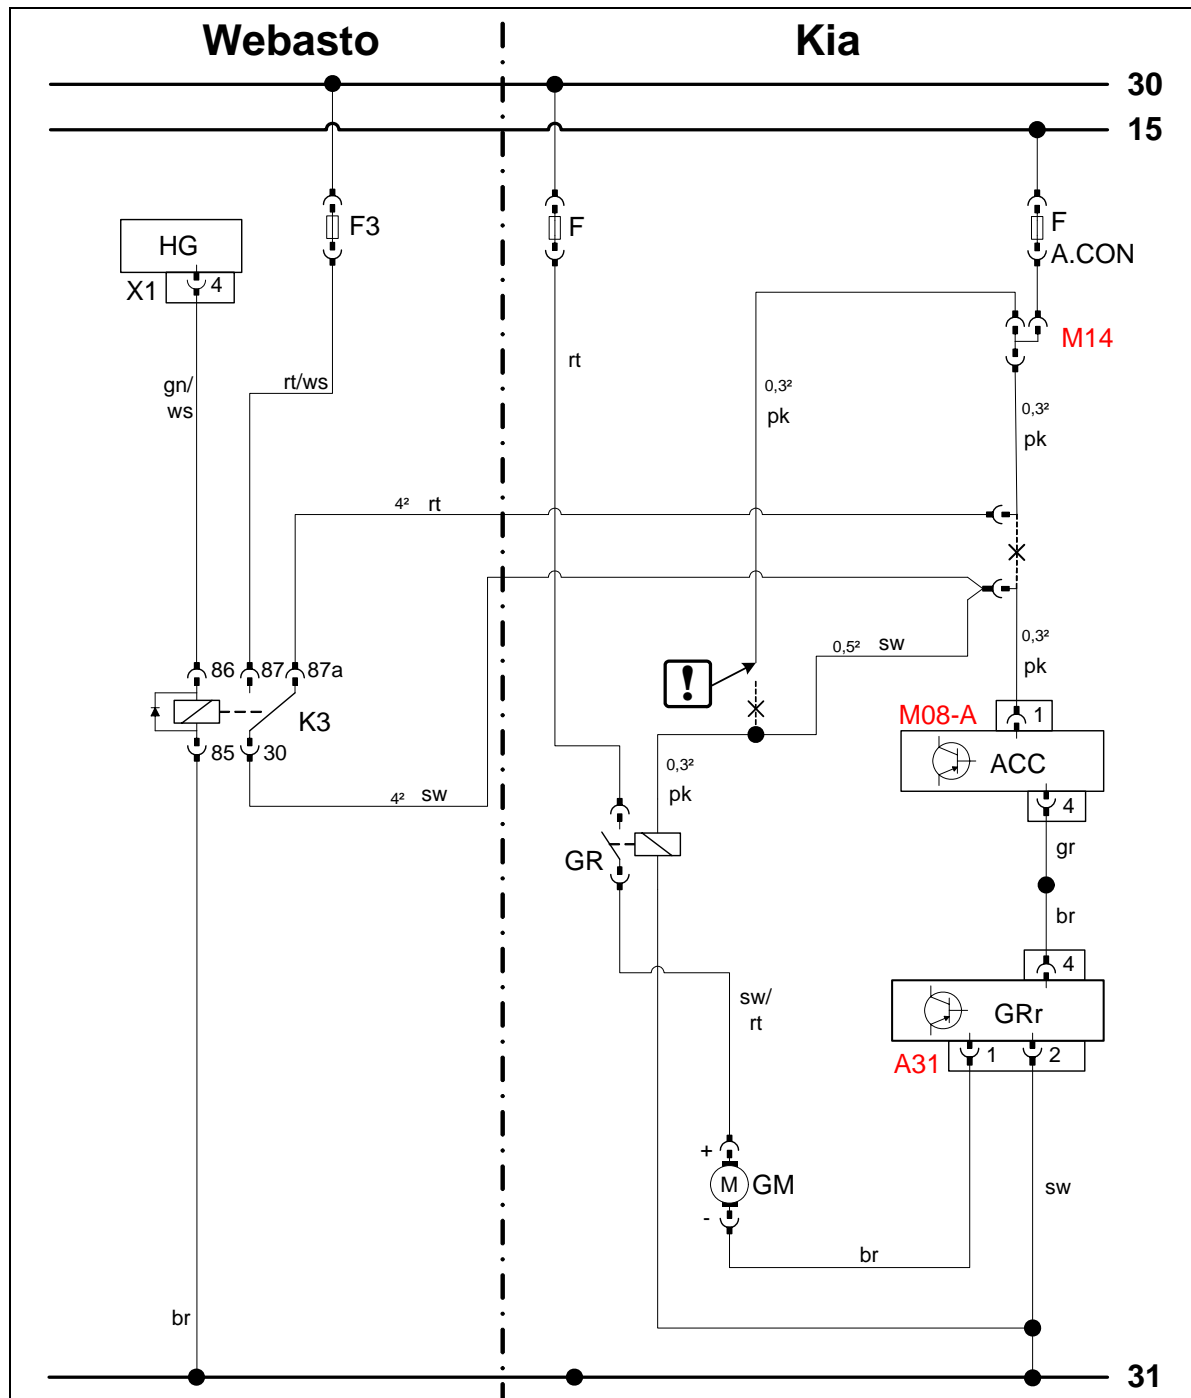 Webasto
Kia
30
15
F3
F
F
A.CON
HG
X1
4
M14
gn/
ws
rt/ws
rt
0,3²
pk
0,3²
pk
4² rt
0,5² sw
0,3²
pk
!
86
87
87a
K3
85
30
4² sw
M08-A
1
ACC
4
0,3²
pk
gr
GR
br
4
GRr
sw/
rt
A31
1
2
+
M
GM
-
sw
br
br
31